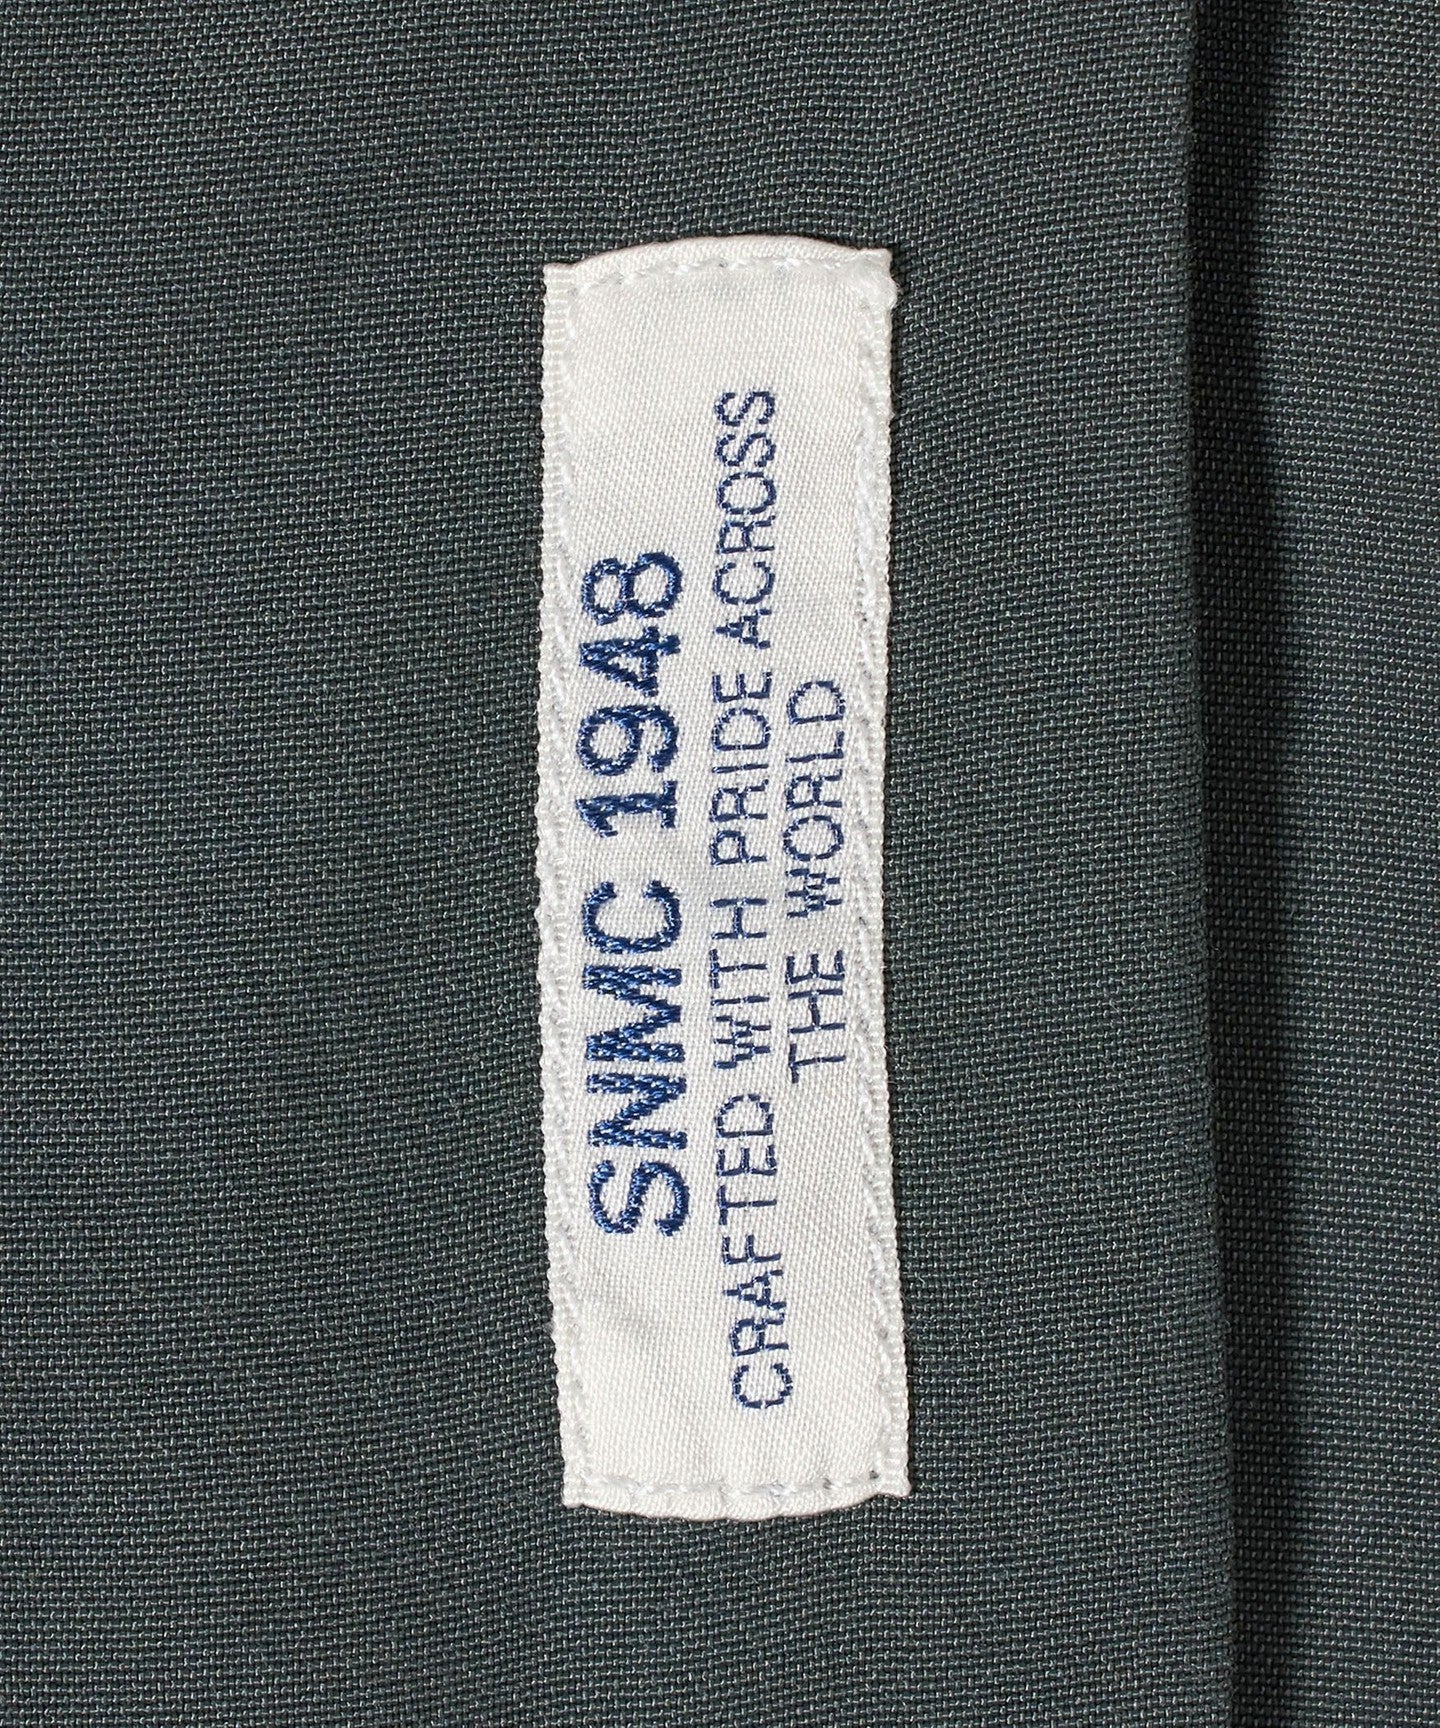 SNMC 1948
CRAFTED WITH PRIDE ACROSS
THE WORLD